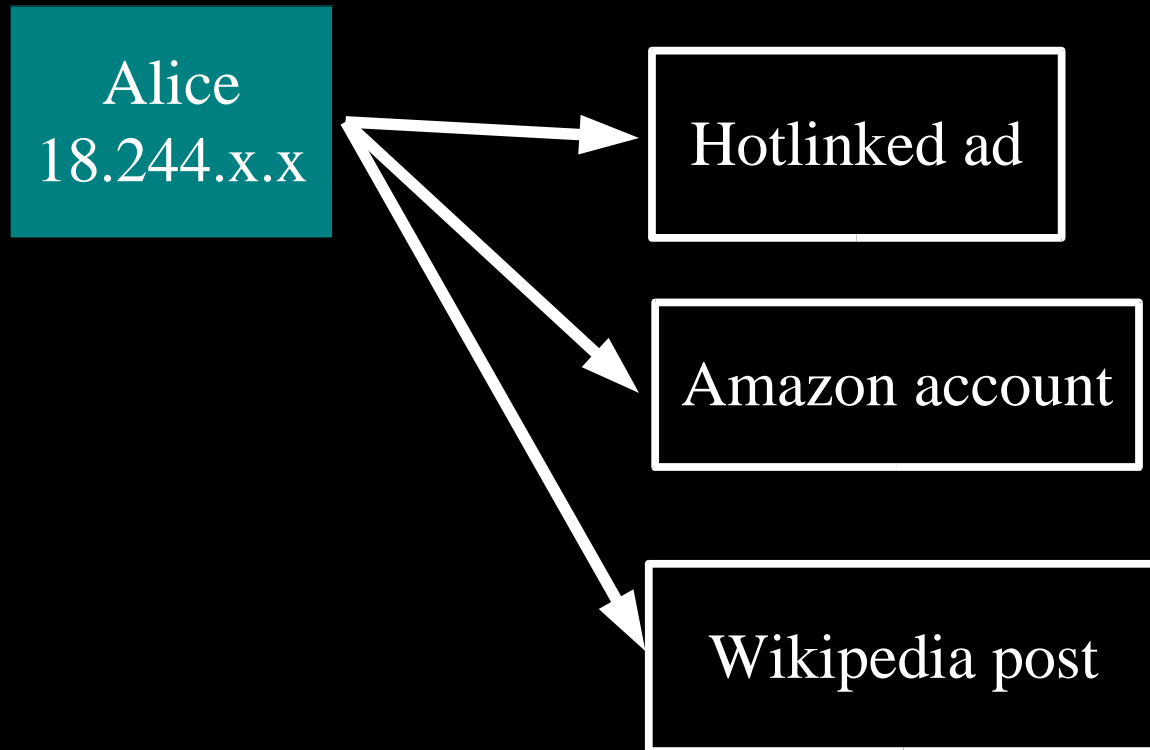 Alice
18.244.x.x
Hotlinked ad
Amazon account
Wikipedia post